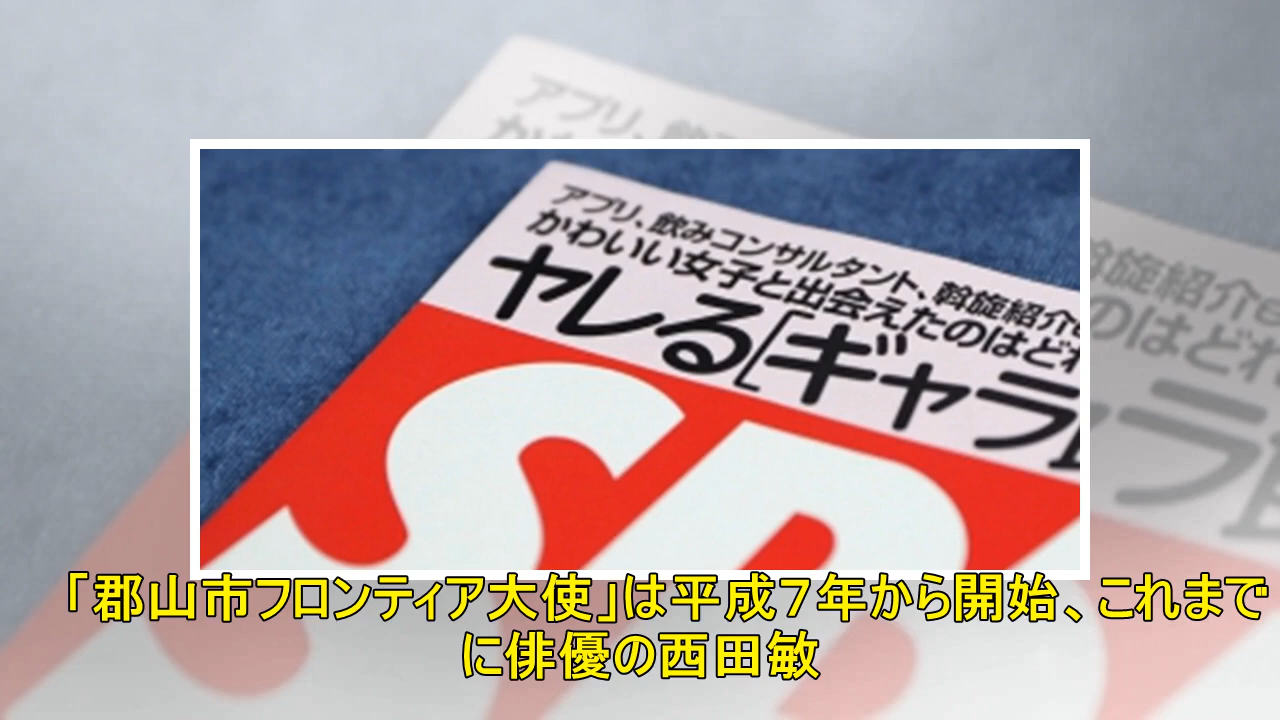 アプリ、飲みコンサルタント、斡旋紹介
かわいい女子と出会えたのはどれ
ヤレる「ギャラ
SP
「郡山市フロンティア大使」は平成７年から開始、これまで
に俳優の西田敏